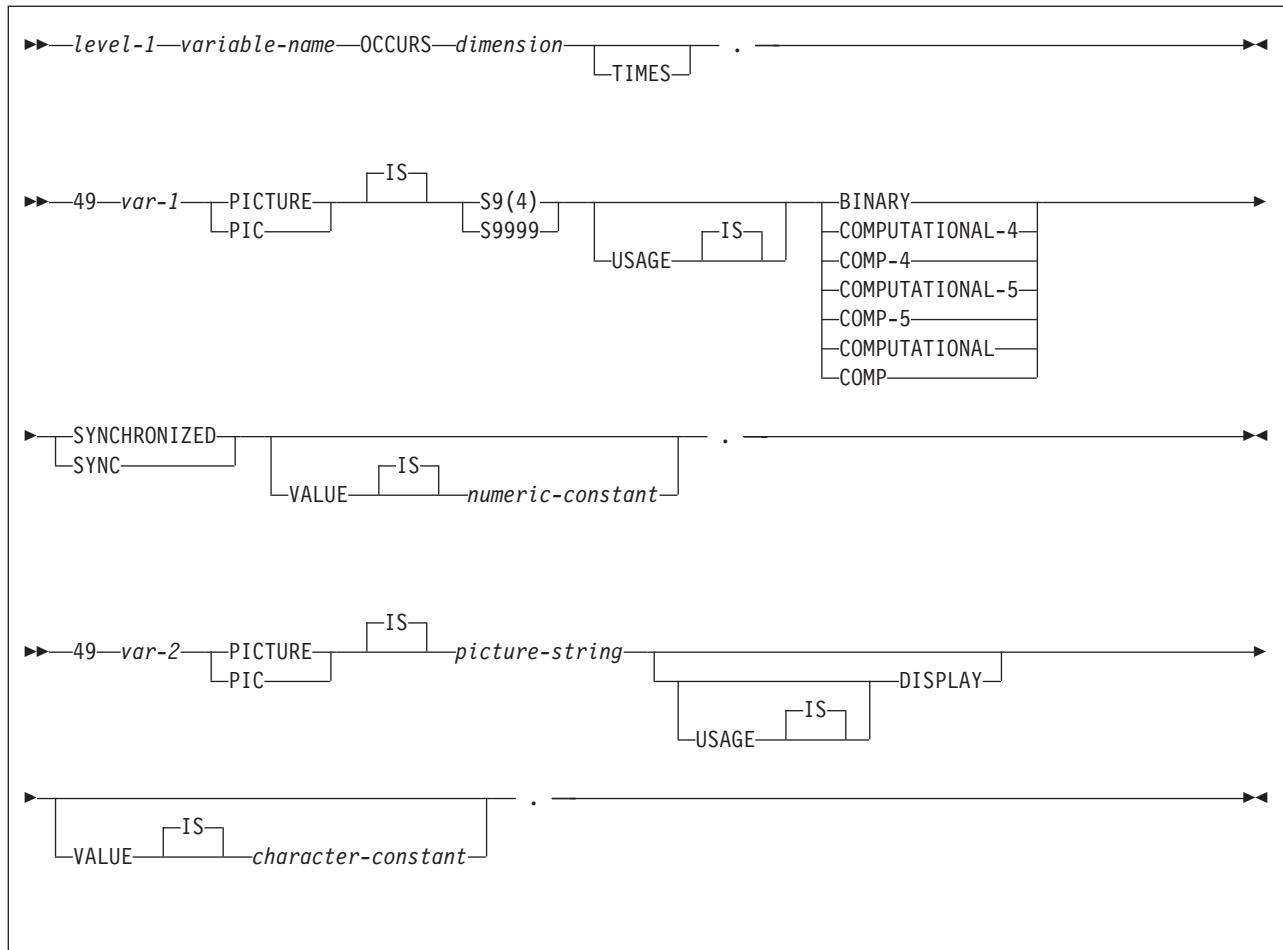 level-1 variable-name OCCURS dimension .
TIMES
IS
49 var-1 PICTURE S9(4) BINARY
PIC S9999 IS COMPUTATIONAL-4
USAGE COMP-4
COMPUTATIONAL-5
COMP-5
COMPUTATIONAL
COMP
SYNCHRONIZED .
SYNC IS
VALUE numeric-constant
IS
49 var-2 PICTURE picture-string
PIC DISPLAY
IS
USAGE
.
IS
VALUE character-constant